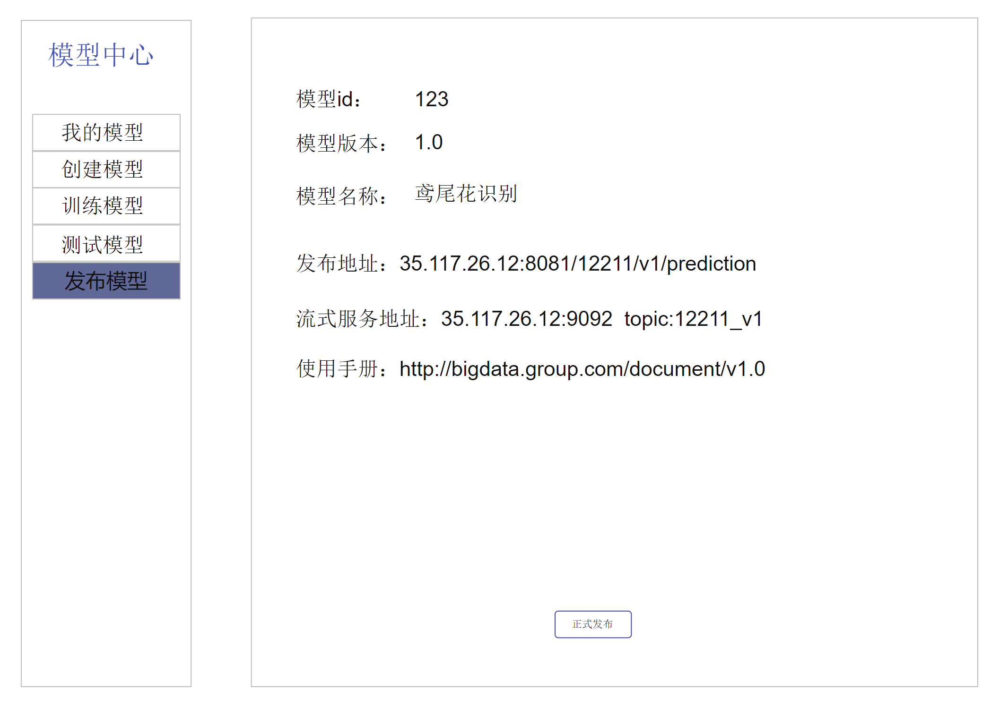 模型中心
我的模型
创建模型
训练模型
测试模型
发布模型
模型id： 123
模型版本： 1.0
模型名称： 鸢尾花识别
发布地址：35.117.26.12:8081/12211/v1/prediction
流式服务地址：35.117.26.12:9092 topic:12211_v1
使用手册：http://bigdata.group.com/document/v1.0
正式发布